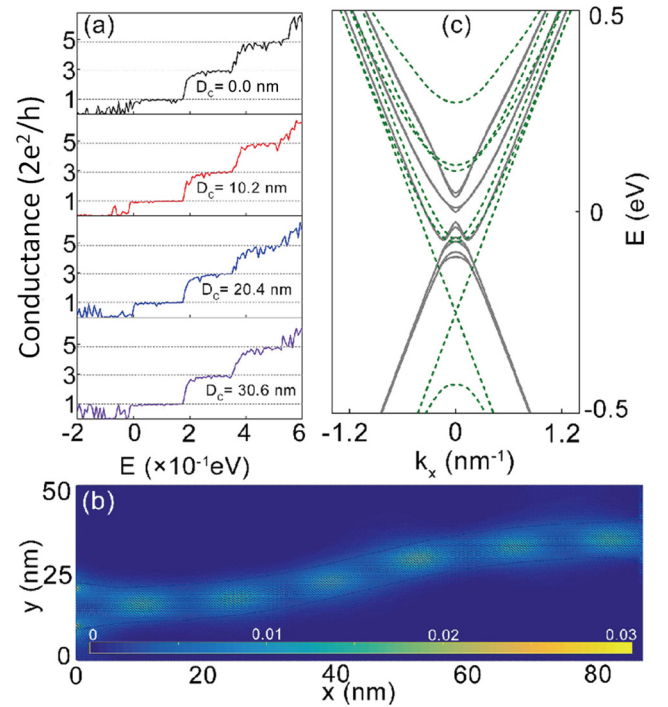 (a)
Conductance (2e²/h)
5
3
1
D_c = 0.0 nm
5
3
1
D_c = 10.2 nm
5
3
1
D_c = 20.4 nm
5
3
1
D_c = 30.6 nm
-2 0 2 4 6
E (×10⁻¹eV)
(c)
0.5
0
-0.5
E (eV)
-1.2 0 1.2
k_x (nm⁻¹)
(b)
50
25
0
y (nm)
0 0.01 0.02 0.03
0 20 40 60 80
x (nm)